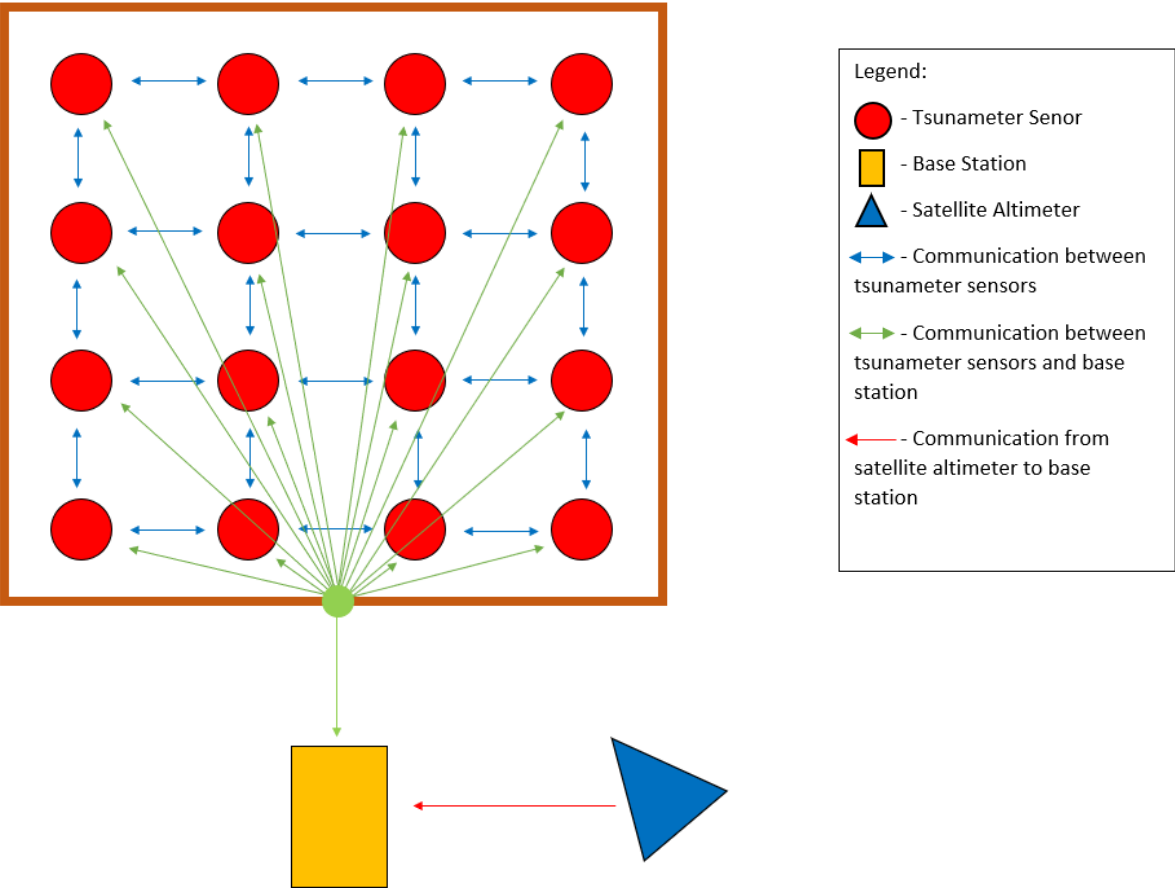 Legend:
- Tsunameter Senor
- Base Station
- Satellite Altimeter
- Communication between
tsunameter sensors
- Communication between
tsunameter sensors and base
station
- Communication from
satellite altimeter to base
station